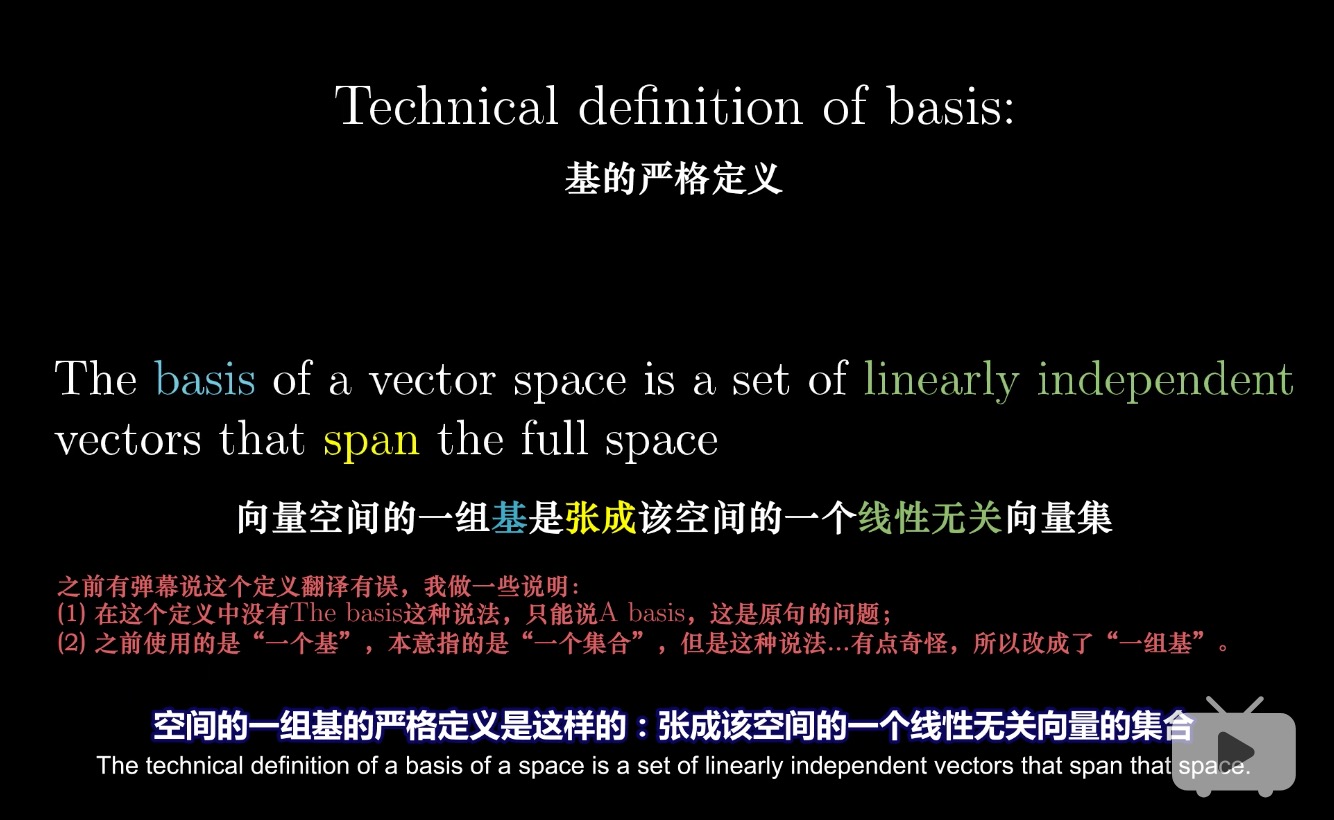 Technical definition of basis:
基的严格定义
The basis of a vector space is a set of linearly independent
vectors that span the full space
向量空间的一组基是张成该空间的一个线性无关向量集
之前有弹幕说这个定义翻译有误，我做一些说明：
(1) 在这个定义中没有The basis这种说法，只能说A basis，这是原句的问题；
(2) 之前使用的是“一个基”，本意指的是“一个集合”，但是这种说法...有点奇怪，所以改成了“一组基”。
空间的一组基的严格定义是这样的：张成该空间的一个线性无关向量的集合
The technical definition of a basis of a space is a set of linearly independent vectors that span that space.